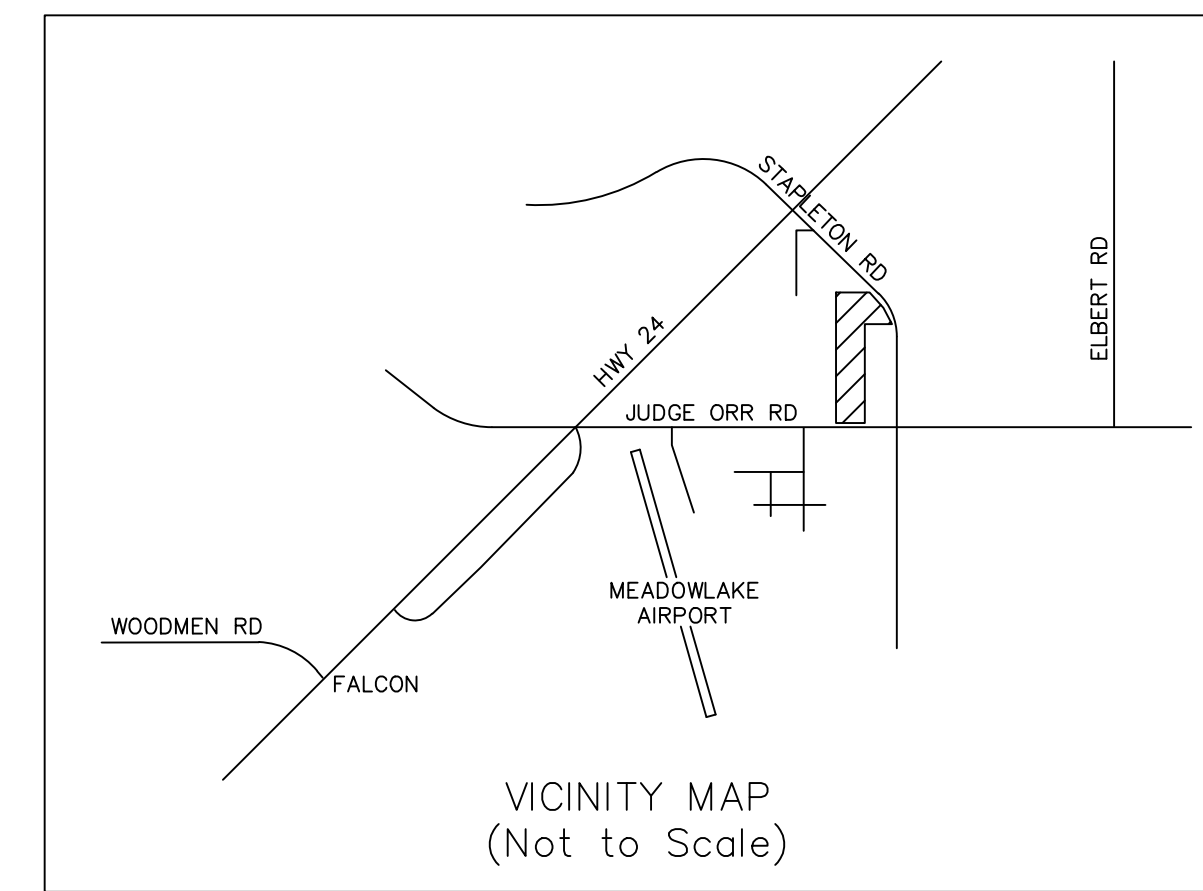 STAPLETON RD
ELBERT RD
HWY 24
JUDGE ORR RD
MEADOWLAKE
AIRPORT
WOODMEN RD
FALCON
VICINITY MAP
(Not to Scale)